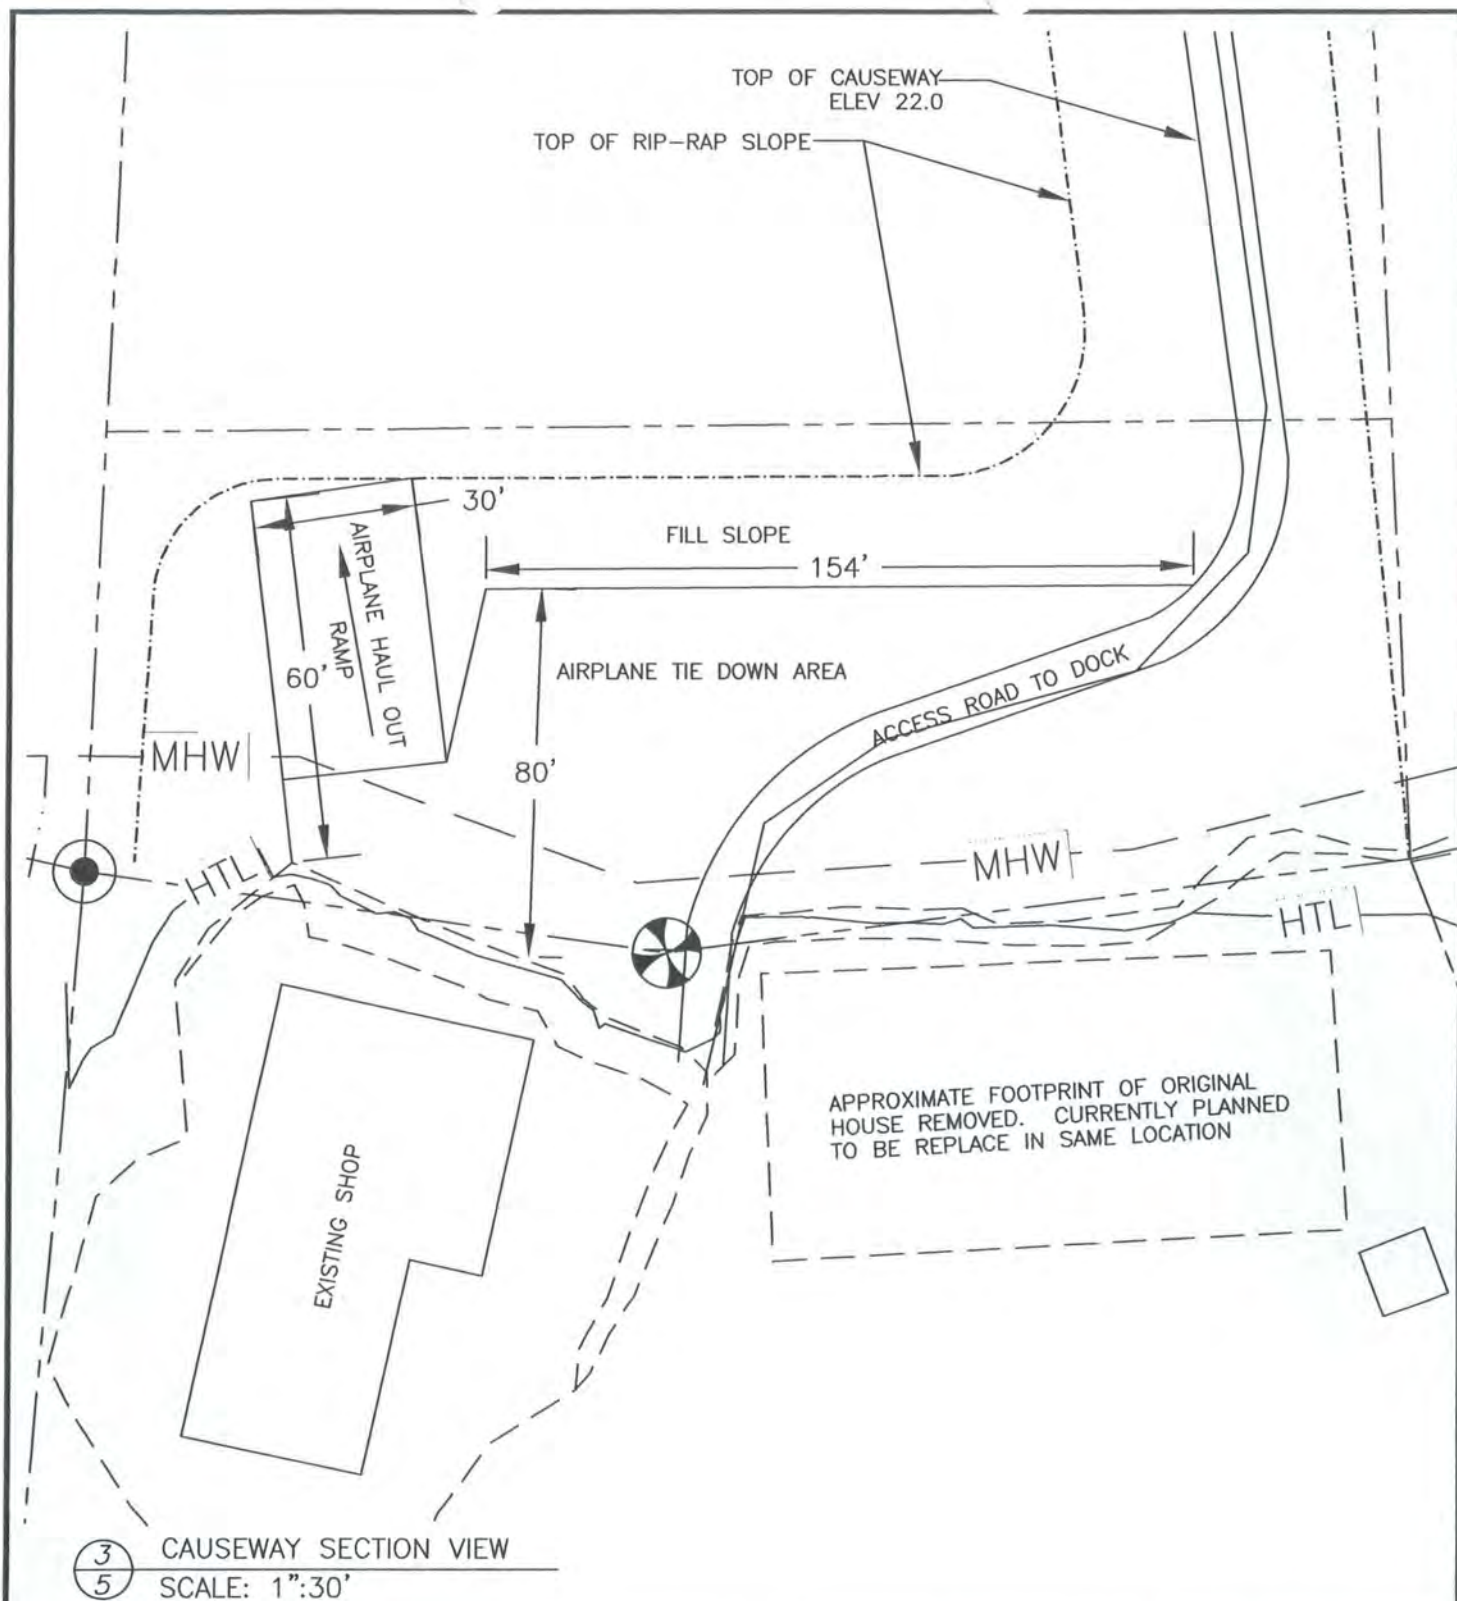 TOP OF CAUSEWAY
ELEV 22.0
TOP OF RIP-RAP SLOPE
30'
FILL SLOPE
154'
AIRPLANE HAUL OUT
RAMP
60'
AIRPLANE TIE DOWN AREA
ACCESS ROAD TO DOCK
MHW
80'
MHW
HTL
HTL
APPROXIMATE FOOTPRINT OF ORIGINAL
HOUSE REMOVED. CURRENTLY PLANNED
TO BE REPLACE IN SAME LOCATION
EXISTING SHOP
3
5
CAUSEWAY SECTION VIEW
SCALE: 1":30'